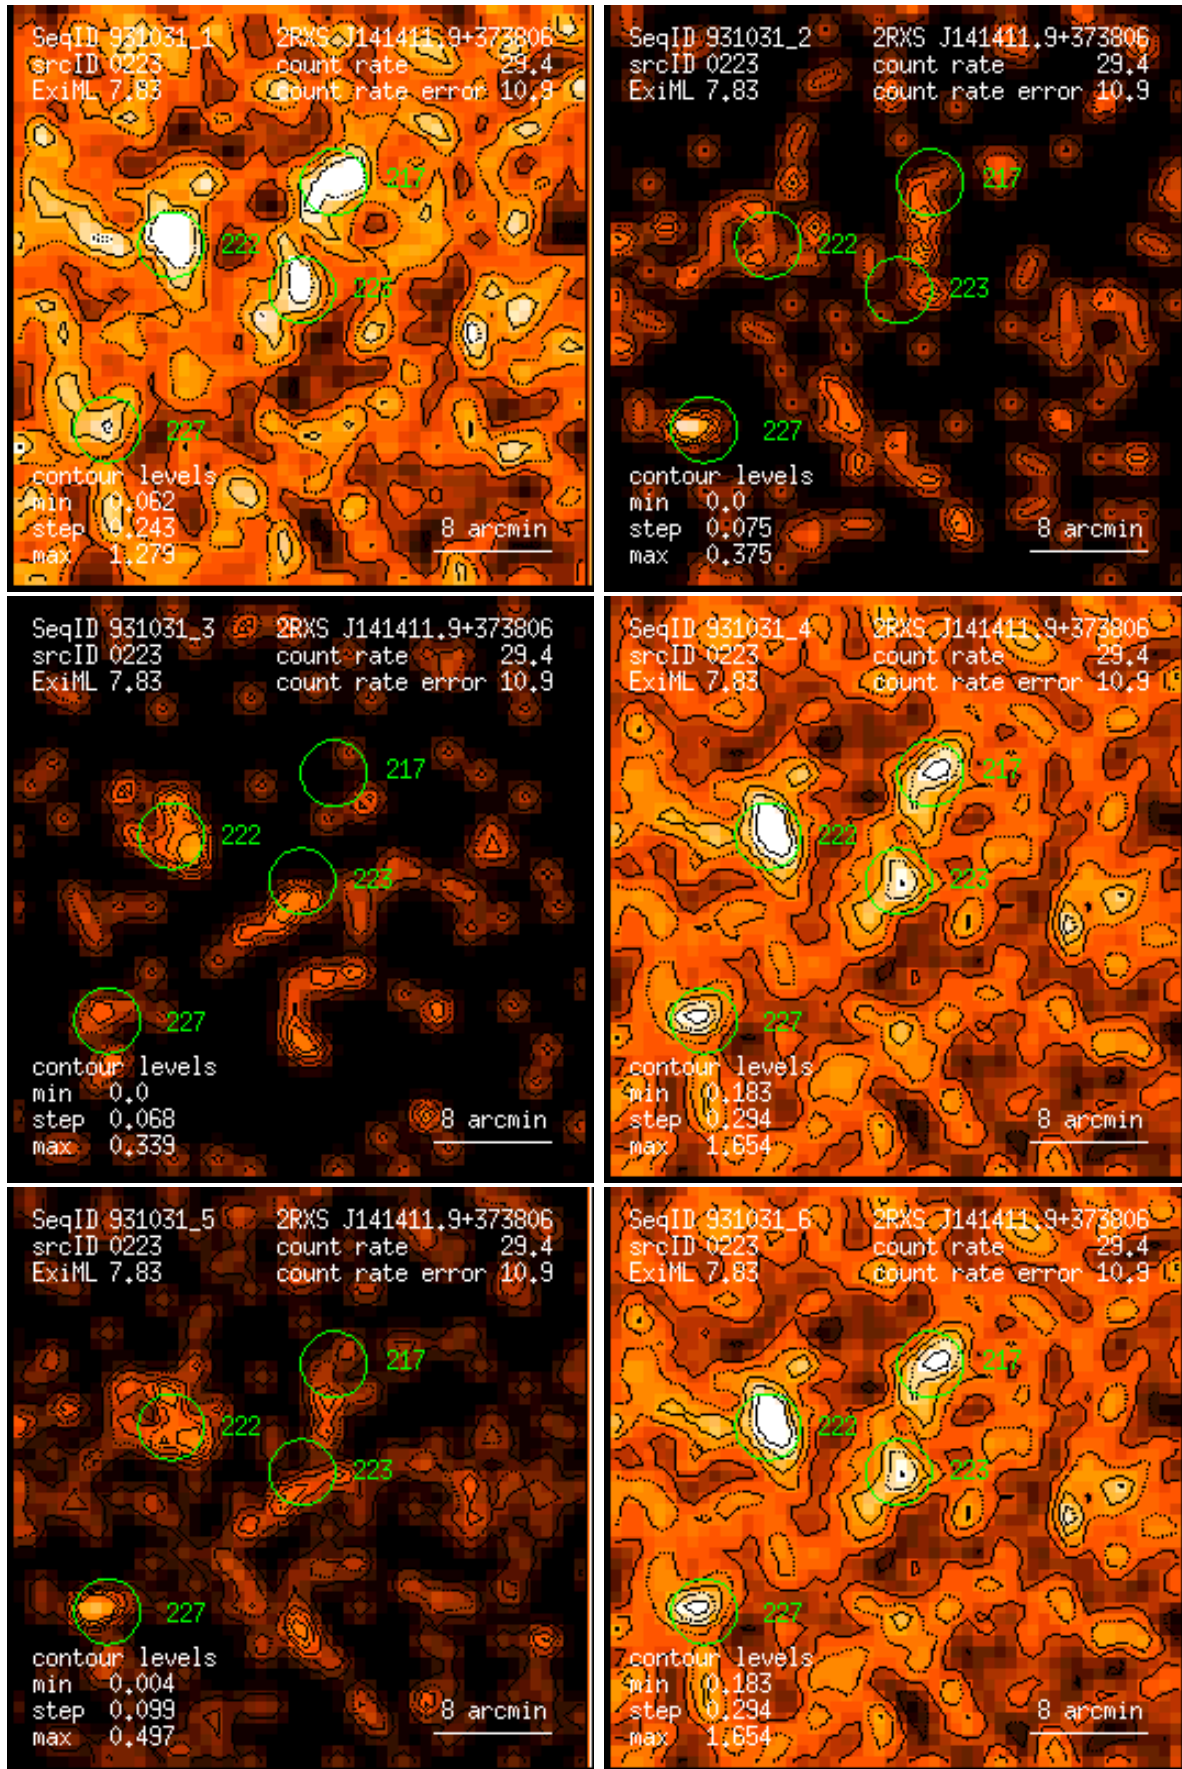 SeqID 931031_1 2RXS J141411.9+373806
srcID 0223 count rate 29.4
ExiML 7.83 count rate error 10.9
217
222
223
227
contour levels
min 0.062
step 0.243 8 arcmin
max 1.279
SeqID 931031_2 2RXS J141411.9+373806
srcID 0223 count rate 29.4
ExiML 7.83 count rate error 10.9
217
222
223
227
contour levels
min 0.0
step 0.075 8 arcmin
max 0.375
SeqID 931031_3 2RXS J141411.9+373806
srcID 0223 count rate 29.4
ExiML 7.83 count rate error 10.9
217
222
223
227
contour levels
min 0.0
step 0.068 8 arcmin
max 0.339
SeqID 931031_4 2RXS J141411.9+373806
srcID 0223 count rate 29.4
ExiML 7.83 count rate error 10.9
217
222
223
227
contour levels
min 0.183
step 0.294 8 arcmin
max 1.654
SeqID 931031_5 2RXS J141411.9+373806
srcID 0223 count rate 29.4
ExiML 7.83 count rate error 10.9
217
222
223
227
contour levels
min 0.004
step 0.099 8 arcmin
max 0.497
SeqID 931031_6 2RXS J141411.9+373806
srcID 0223 count rate 29.4
ExiML 7.83 count rate error 10.9
217
222
223
227
contour levels
min 0.183
step 0.294 8 arcmin
max 1.654